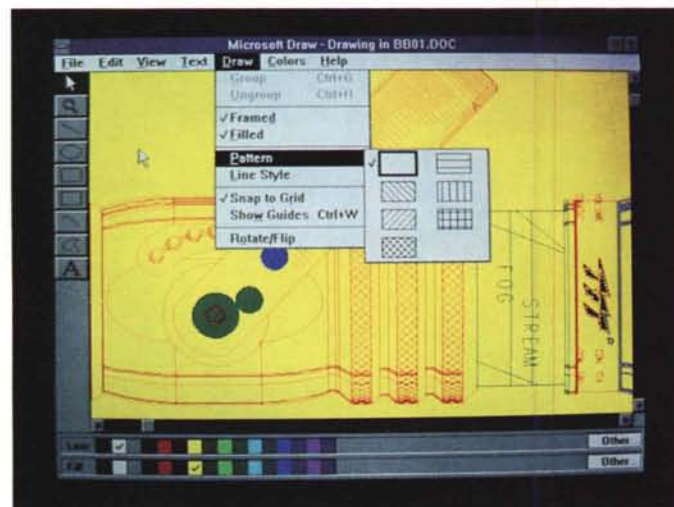 Microsoft Draw - Drawing in BB01.DOC
File Edit View Text Draw Colors Help
Group Ctrl+G
Ungroup Ctrl+H
✓Framed
✓Filled
Pattern
Line Style
✓Snap to Grid
Show Guides Ctrl+W
Rotate/Flip
A
FOG
STREAM
Line Other
Fill Other